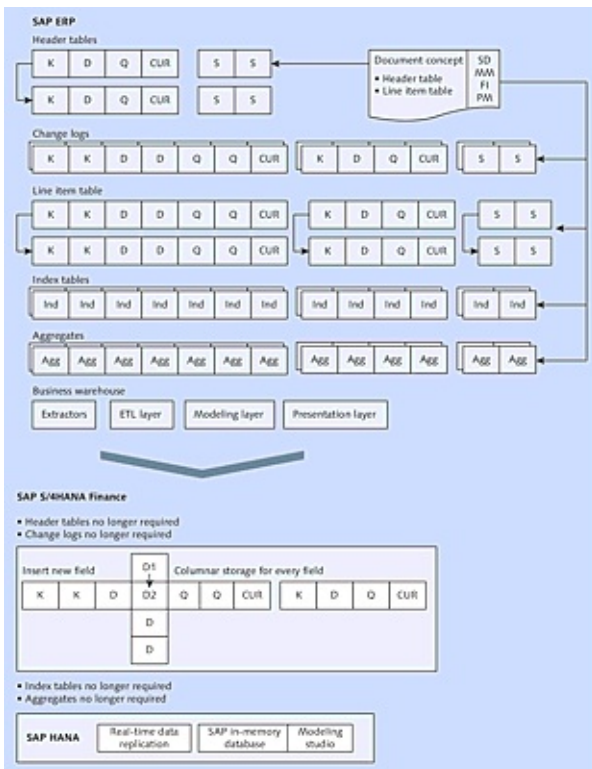 SAP ERP
Header tables
K D Q CUR S S
K D Q CUR S S
Document concept
• Header table
• Line item table
SD
MM
FI
PM
Change logs
K K D D Q Q CUR K D Q CUR S S
Line item table
K K D D Q Q CUR K D Q CUR S S
K K D D Q Q CUR K D Q CUR S S
Index tables
Ind Ind Ind Ind Ind Ind Ind Ind Ind Ind Ind Ind Ind
Aggregates
Agg Agg Agg Agg Agg Agg Agg Agg Agg Agg Agg Agg Agg
Business warehouse
Extractors ETL layer Modeling layer Presentation layer
SAP S/4HANA Finance
• Header tables no longer required
• Change logs no longer required
Insert new field D1 Columnar storage for every field
K K D D2 Q Q CUR K D Q CUR
D
D
• Index tables no longer required
• Aggregates no longer required
SAP HANA
Real-time data
replication
SAP in-memory
database
Modeling
studio